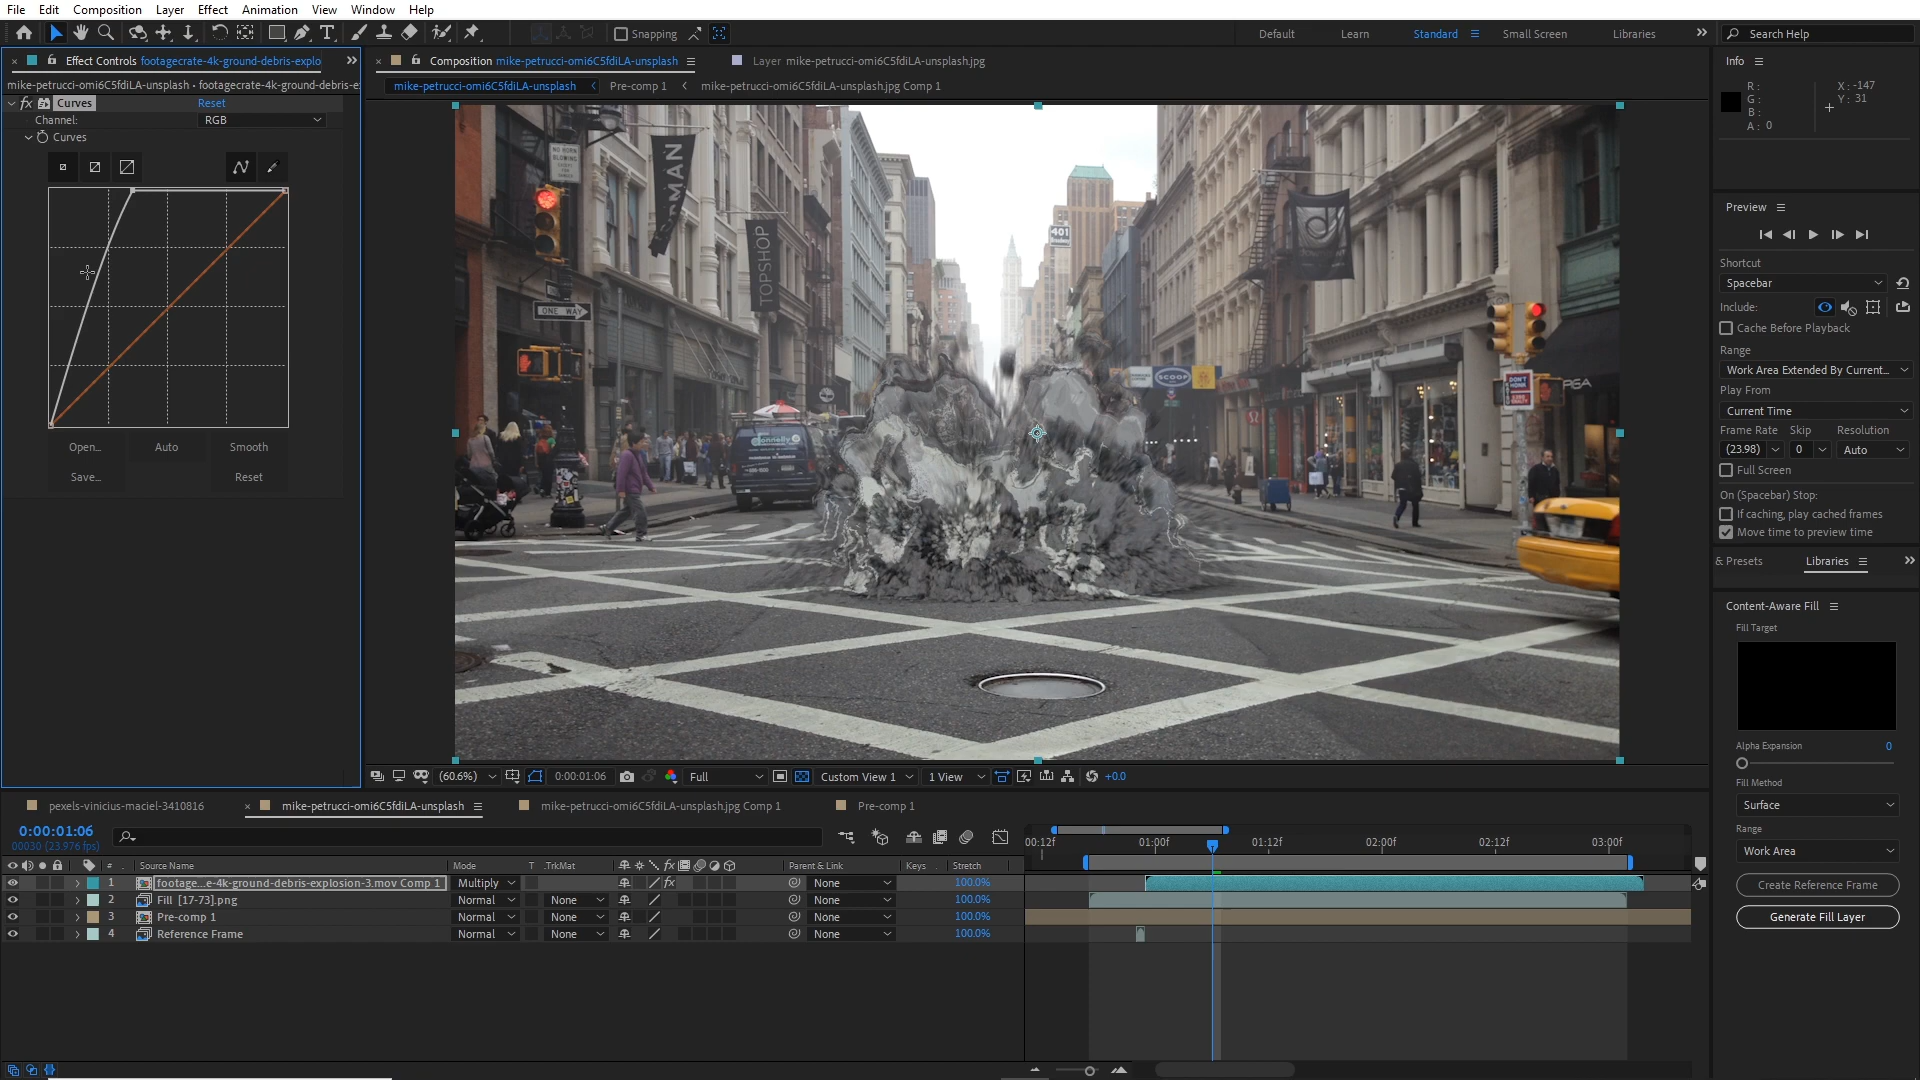 File Edit Composition Layer Effect Animation View Window Help
Snapping Default Learn Standard Small Screen Libraries Search Help
Effect Controls footagecrate-4k-ground-debris-explo
mike-petrucci-omi6C5fdiLA-unsplash • footagecrate-4k-ground-debris-e
fx Curves Reset
Channel: RGB
Curves
Open... Auto Smooth
Save... Reset
Composition mike-petrucci-omi6C5fdiLA-unsplash Layer mike-petrucci-omi6C5fdiLA-unsplash.jpg
mike-petrucci-omi6C5fdiLA-unsplash Pre-comp 1 mike-petrucci-omi6C5fdiLA-unsplash.jpg Comp 1
NO HORN BLOWING
TOPSHOP
ONE WAY
401
Broadway
SCOOP
DON'T HONK
connelly
(60.6%) 0:00:01:06 Full Custom View 1 1 View +0.0
Info
R :
G :
B :
A : 0
X : -147
Y : 31
Preview
Shortcut
Spacebar
Include:
Cache Before Playback
Range
Work Area Extended By Current...
Play From
Current Time
Frame Rate Skip Resolution
(23.98) 0 Auto
Full Screen
On (Spacebar) Stop:
If caching, play cached frames
Move time to preview time
& Presets Libraries
Content-Aware Fill
Fill Target
Alpha Expansion 0
Fill Method
Surface
Range
Work Area
Create Reference Frame
Generate Fill Layer
pexels-vinicius-maciel-3410816 mike-petrucci-omi6C5fdiLA-unsplash mike-petrucci-omi6C5fdiLA-unsplash.jpg Comp 1 Pre-comp 1
0:00:01:06
00030 (23.976 fps)
00:12f 01:00f 01:12f 02:00f 02:12f 03:00f
# Source Name Mode T .TrkMat fx Parent & Link Keys Stretch
1 footage...e-4k-ground-debris-explosion-3.mov Comp 1 Multiply fx None 100.0%
2 Fill [17-73].png Normal None None 100.0%
3 Pre-comp 1 Normal None None 100.0%
4 Reference Frame Normal None None 100.0%